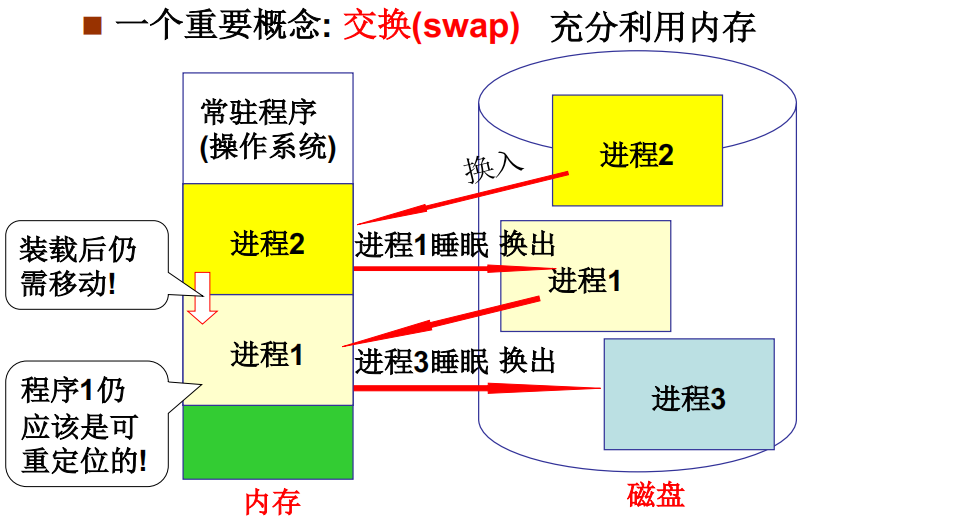 一个重要概念: 交换(swap) 充分利用内存
常驻程序
(操作系统)
进程2
换入
进程2
进程1睡眠 换出
装载后仍
需移动!
进程1
进程1
进程3睡眠 换出
程序1仍
应该是可
重定位的!
进程3
内存
磁盘